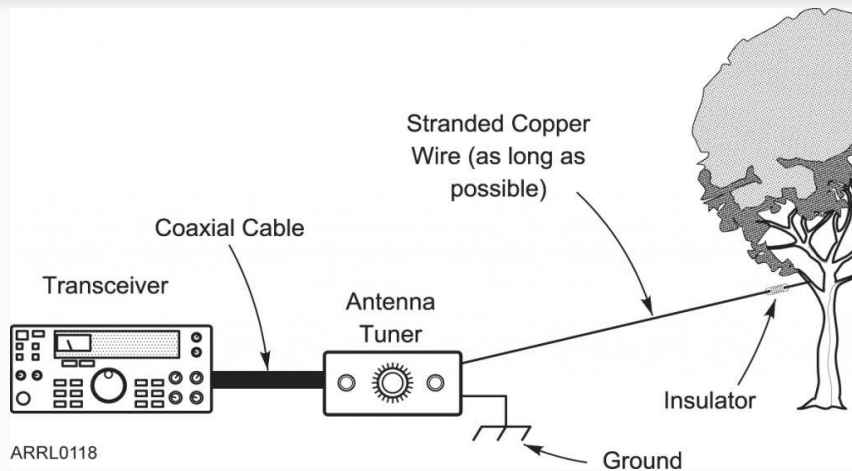 Stranded Copper
Wire (as long as
possible)
Coaxial Cable
Transceiver
Antenna
Tuner
Insulator
ARRL0118
Ground